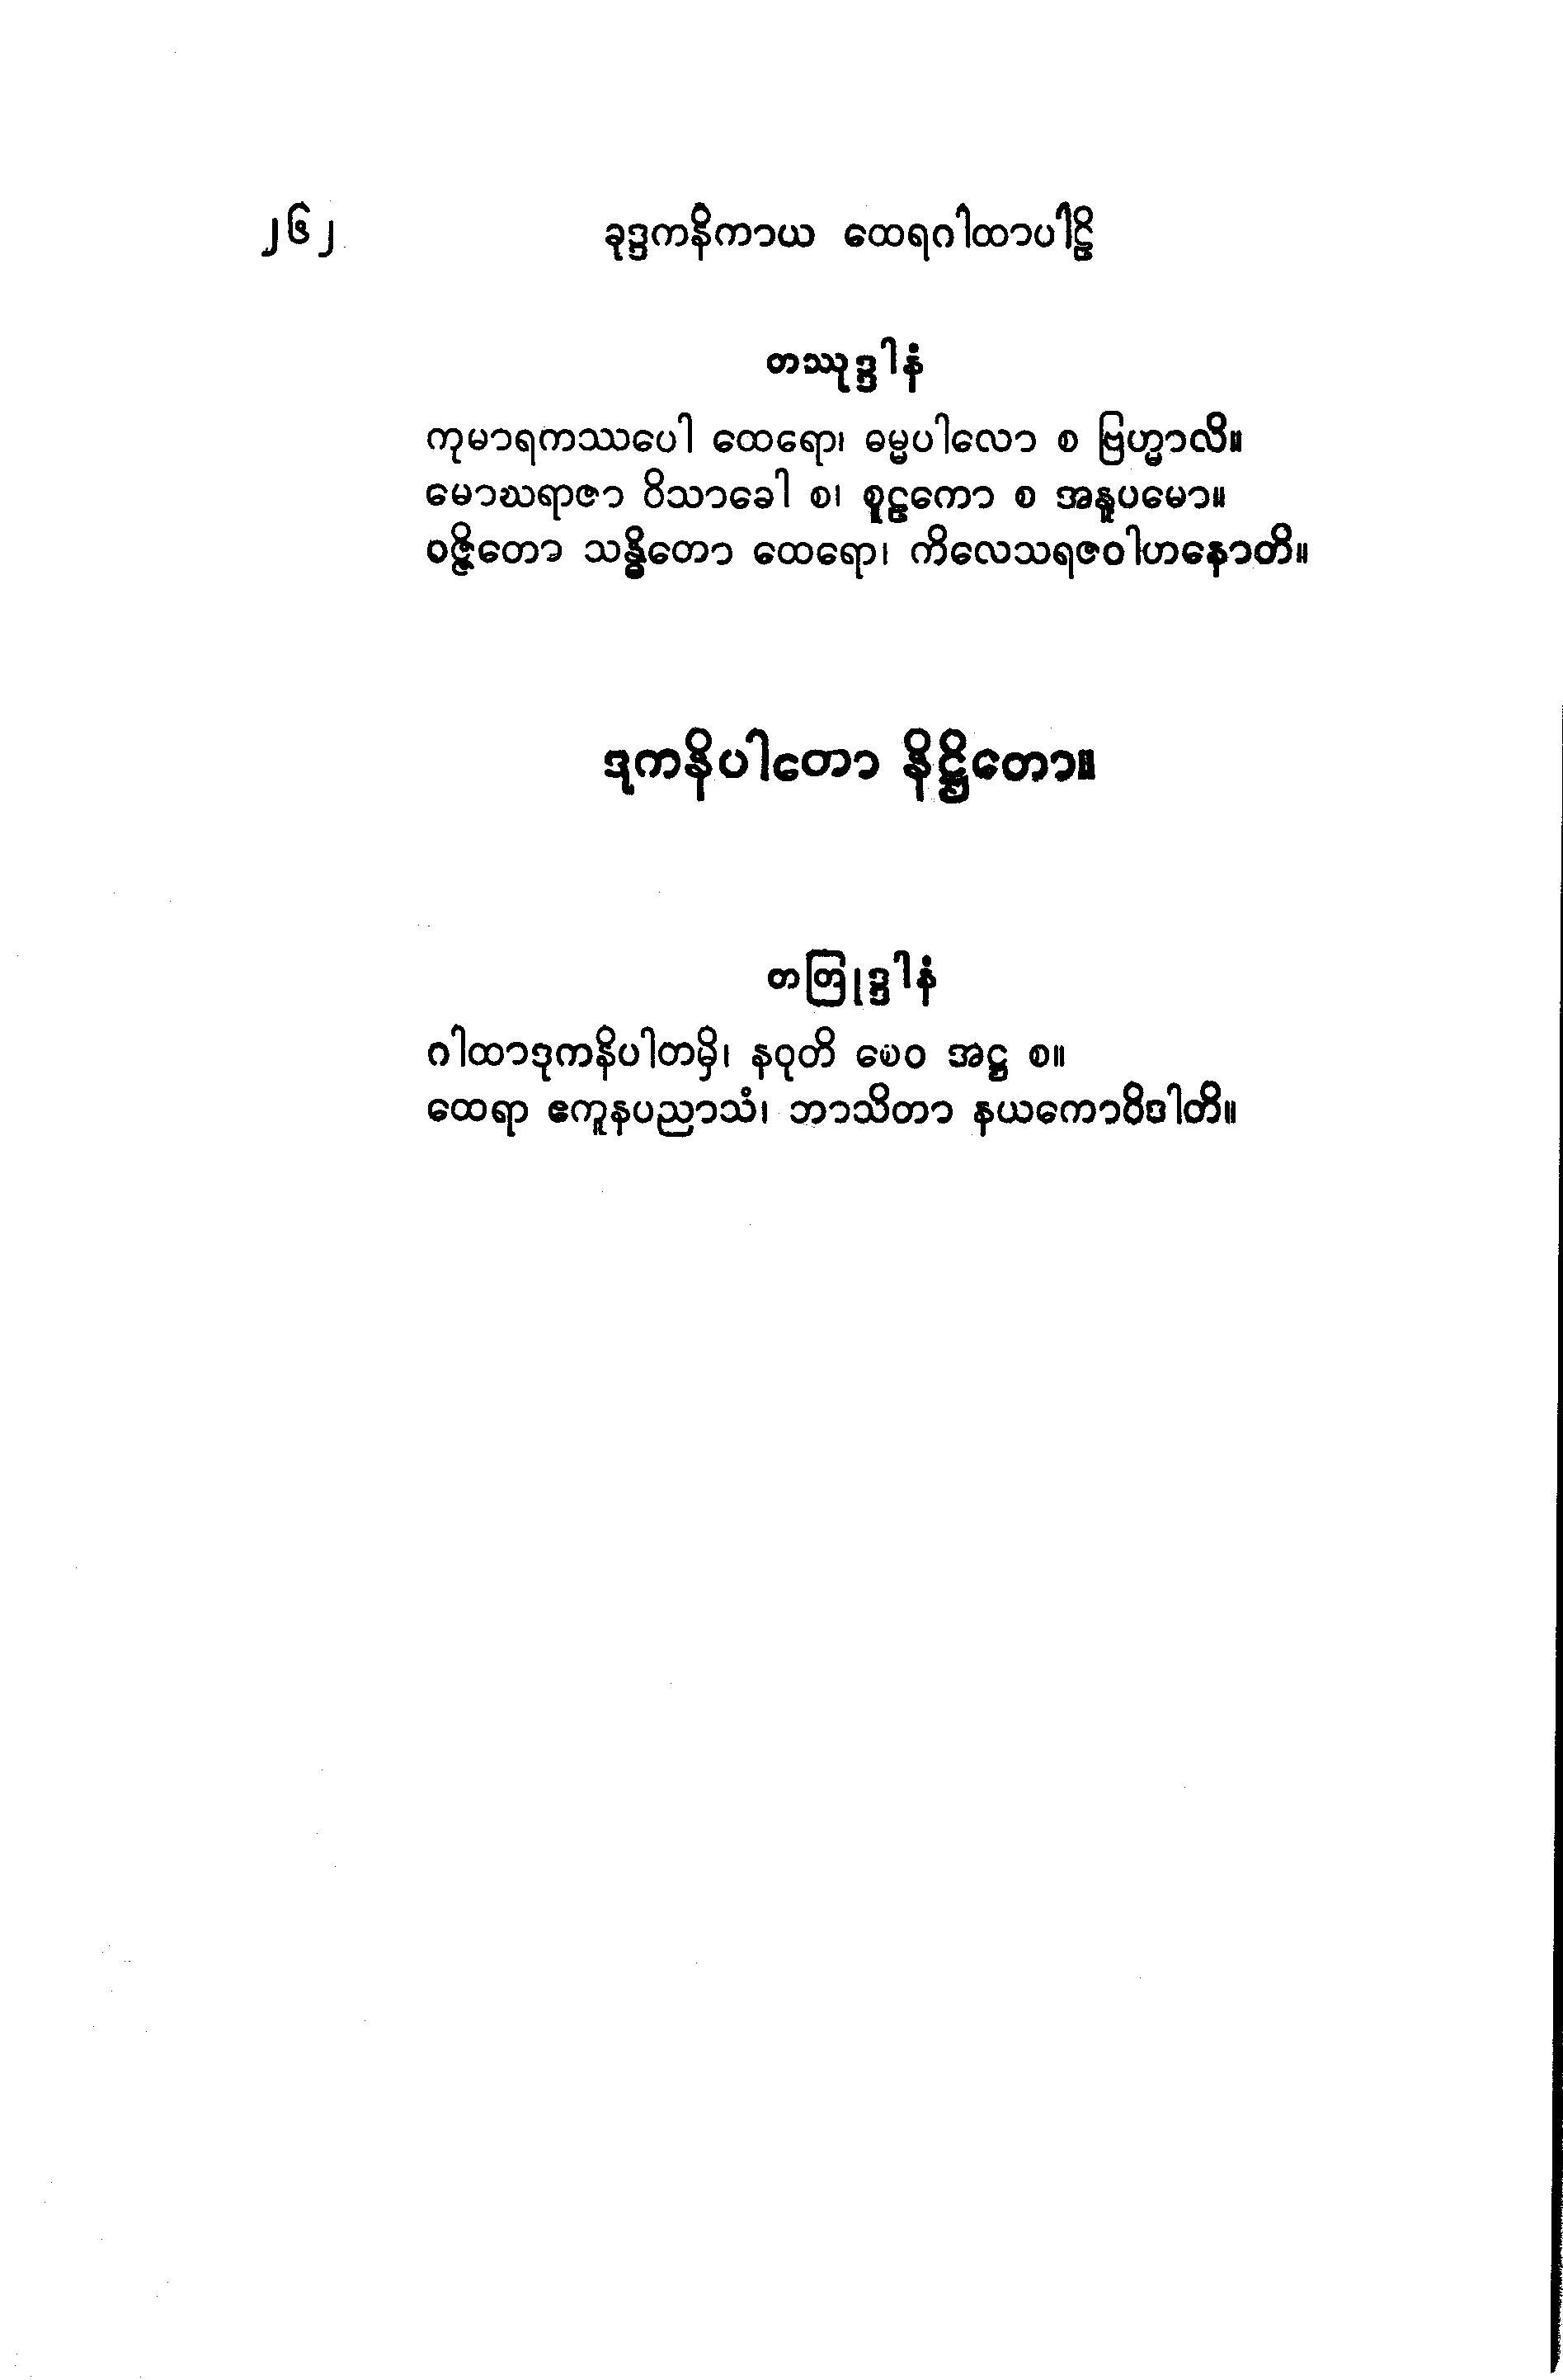 ၂၆၂ ခုဒ္ဒကနိကာယ ထေရဂါထာပါဠိ
တဿုဒ္ဒါနံ
ကုမာရကဿပေါ ထေရော၊ ဓမ္မပါလော စ ဗြဟ္မာလိ။
မောဃရာဇာ ဝိသာခေါ စ၊ စူဠကော စ အနူပမော။
ဝဇ္ဇိတော သန္ဓိတော ထေရော၊ ကိလေသရဇဝါဟနောတိ။
ဒုကနိပါတော နိဋ္ဌိတော။
တတြုဒ္ဒါနံ
ဂါထာဒုကနိပါတမှိ၊ နဝုတိ စေဝ အဋ္ဌ စ။
ထေရာ ဧကူနပညာသံ၊ ဘာသိတာ နယကောဝိဒါတိ။